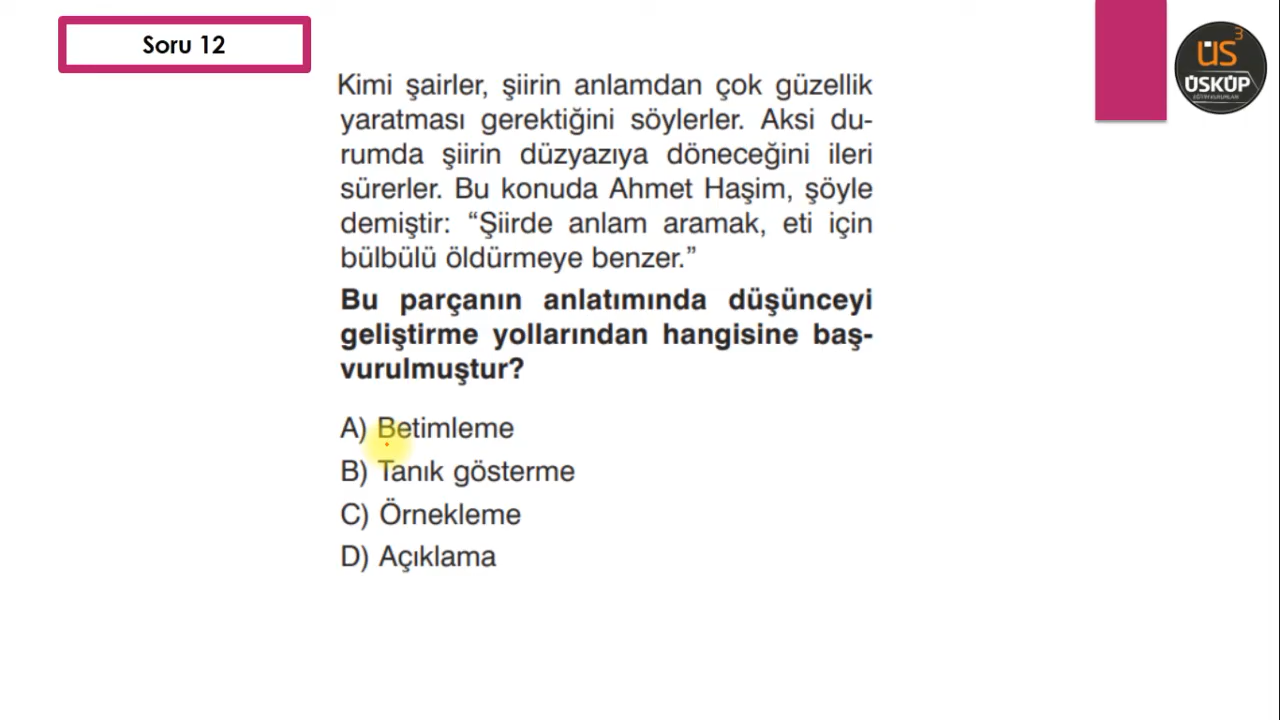 Soru 12
ÜS3
ÜSKÜP
Kimi şairler, şiirin anlamdan çok güzellik
yaratması gerektiğini söylerler. Aksi du-
rumda şiirin düzyazıya döneceğini ileri
sürerler. Bu konuda Ahmet Haşim, şöyle
demiştir: “Şiirde anlam aramak, eti için
bülbülü öldürmeye benzer.”
Bu parçanın anlatımında düşünceyi
geliştirme yollarından hangisine baş-
vurulmuştur?
A) Betimleme
B) Tanık gösterme
C) Örnekleme
D) Açıklama